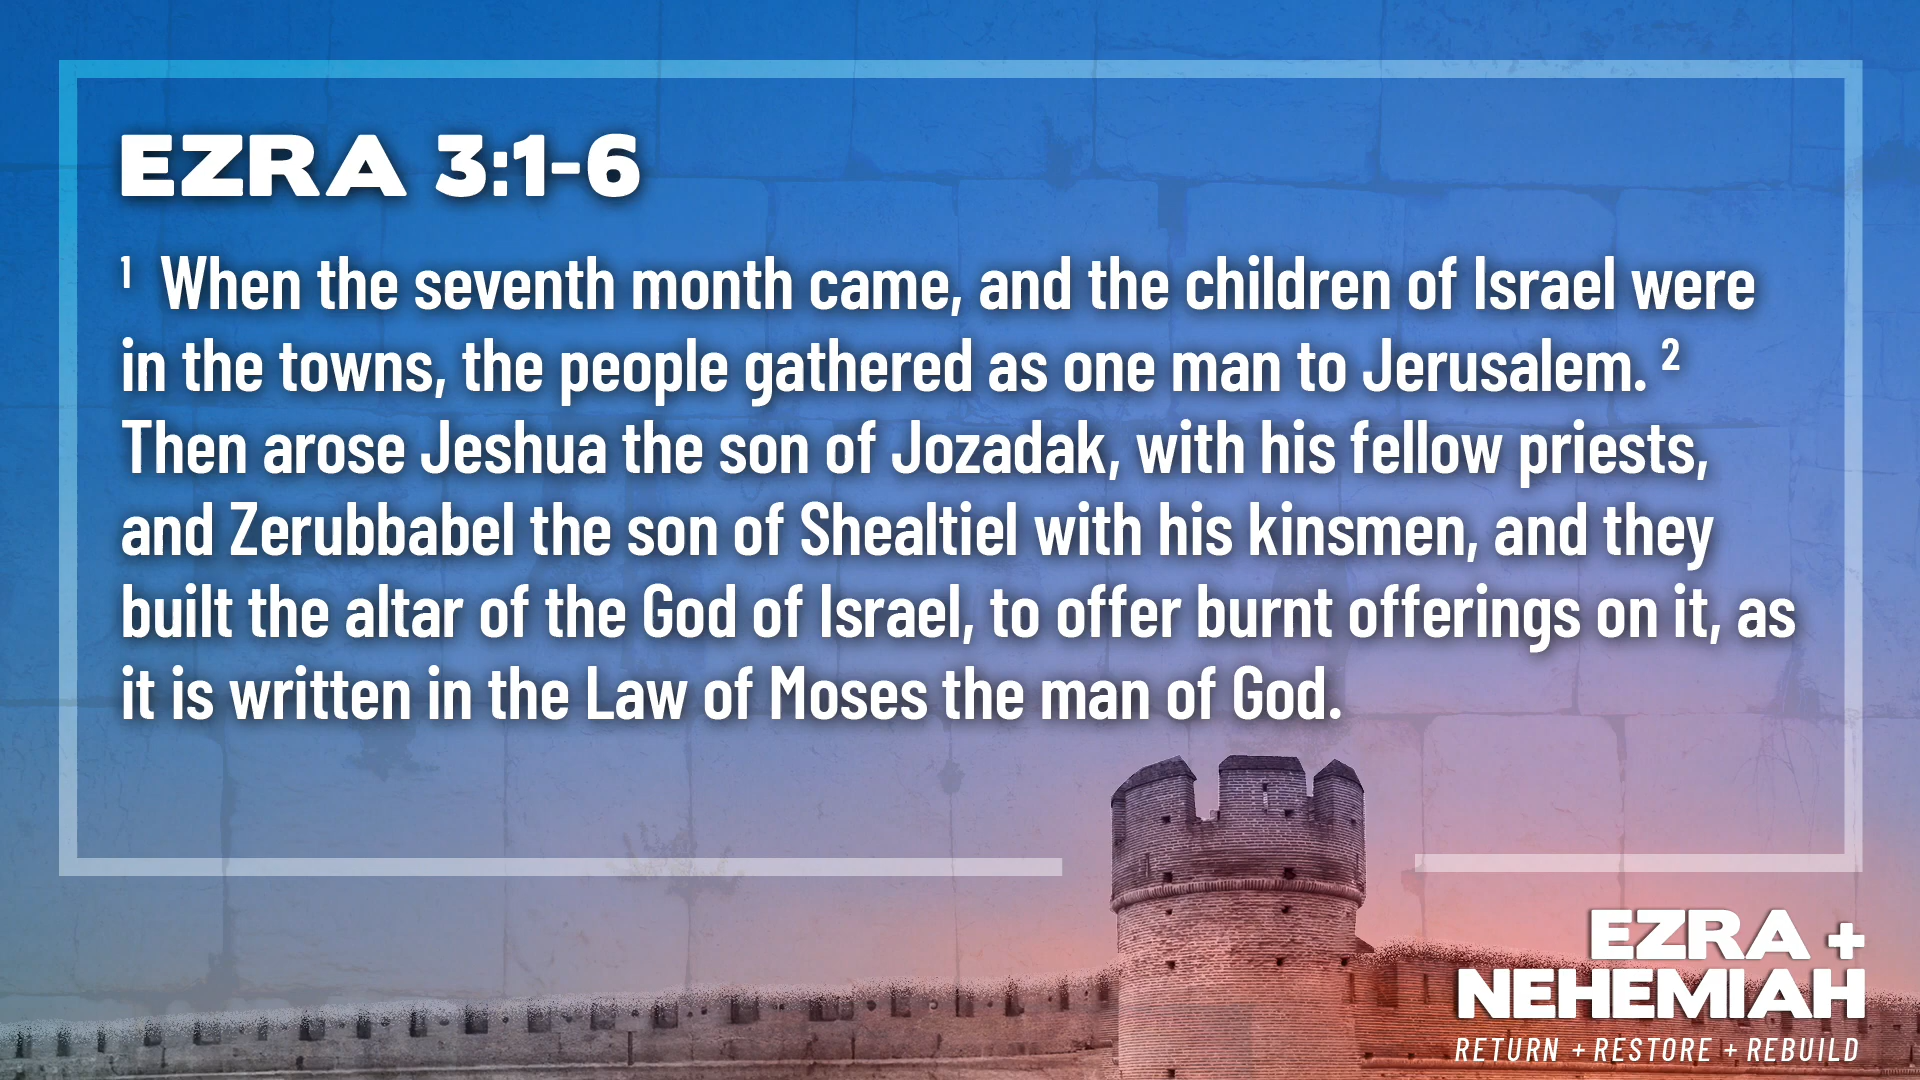 EZRA 3:1-6
¹ When the seventh month came, and the children of Israel were
in the towns, the people gathered as one man to Jerusalem. ²
Then arose Jeshua the son of Jozadak, with his fellow priests,
and Zerubbabel the son of Shealtiel with his kinsmen, and they
built the altar of the God of Israel, to offer burnt offerings on it, as
it is written in the Law of Moses the man of God.
EZRA +
NEHEMIAH
RETURN + RESTORE + REBUILD